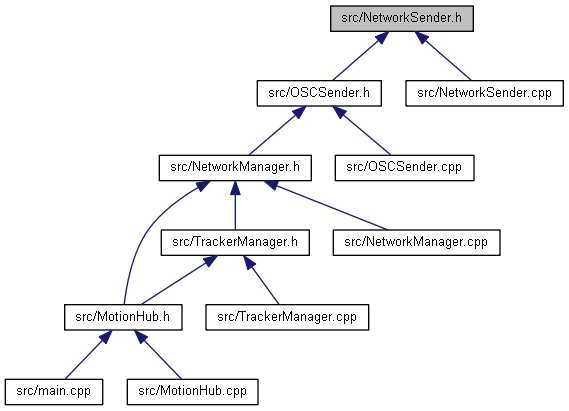 src/NetworkSender.h
src/OSCSender.h
src/NetworkSender.cpp
src/NetworkManager.h
src/OSCSender.cpp
src/TrackerManager.h
src/NetworkManager.cpp
src/MotionHub.h
src/TrackerManager.cpp
src/main.cpp
src/MotionHub.cpp